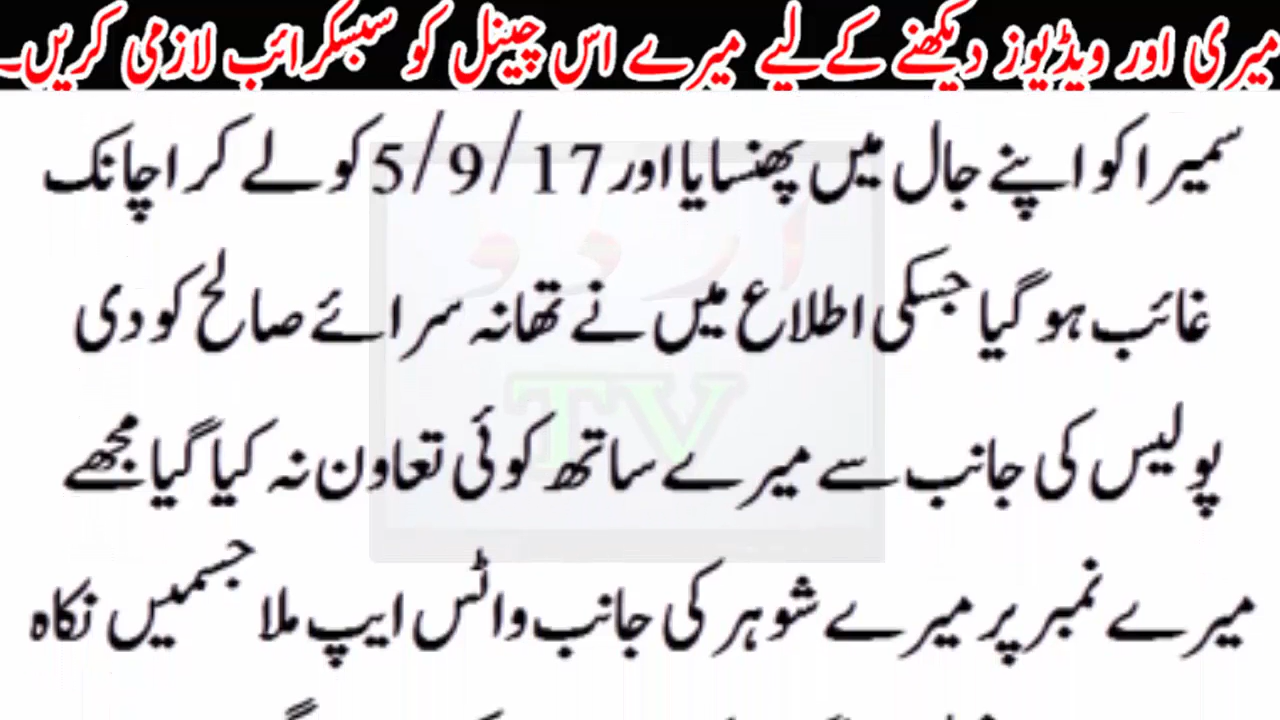 میری اور ویڈیوز دیکھنے کےلیے میرے اس چینل کو سبسکرائب لازمی کریں۔
سمیرا کو اپنے جال میں پھنسایا اور 5/9/17 کو لے کر اچانک
غائب ہو گیا جسکی اطلاع میں نے تھانہ سرائے صالح کو دی
پولیس کی جانب سے میرے ساتھ کوئی تعاون نہ کیا گیا مجھے
میرے نمبر پر میرے شوہر کی جانب واٹس ایپ ملا جسمیں نکاہ
اردو
TV